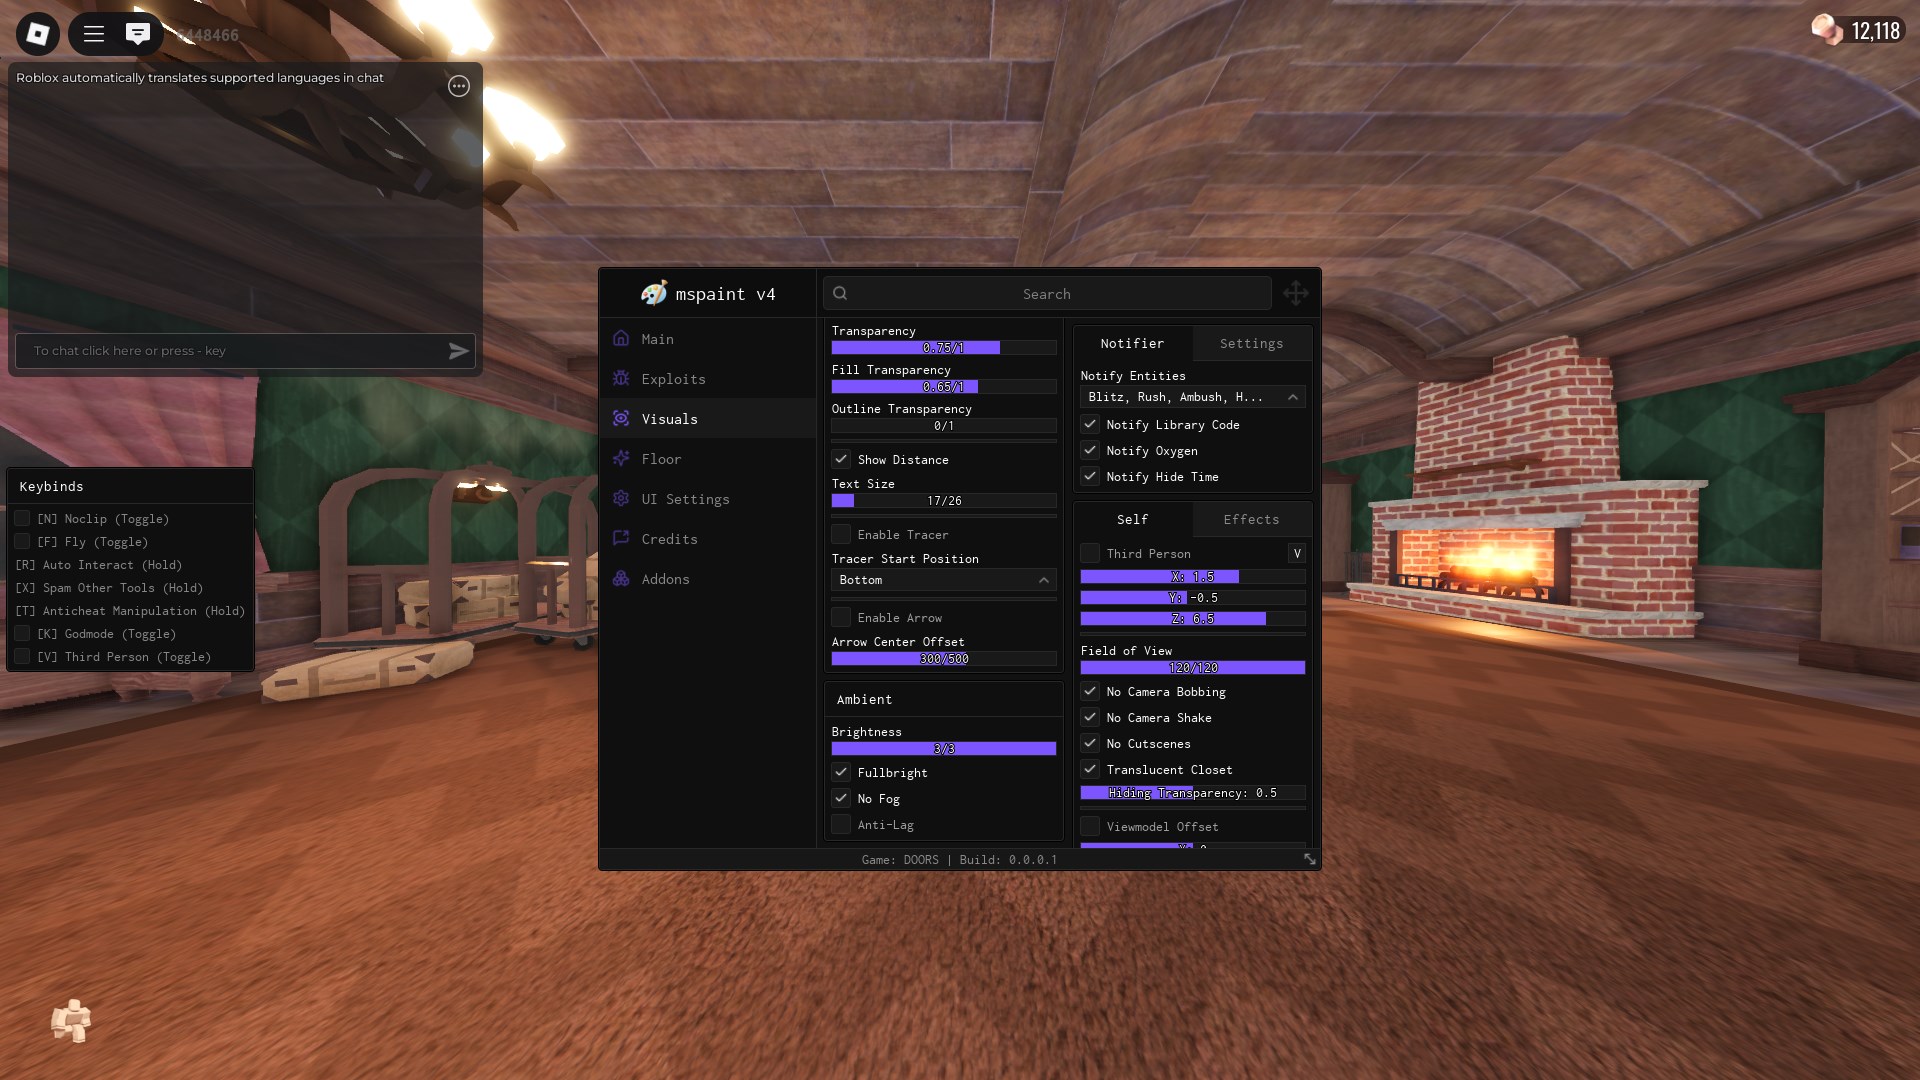 6448466
12,118
Roblox automatically translates supported languages in chat
To chat click here or press - key
Keybinds
[N] Noclip (Toggle)
[F] Fly (Toggle)
[R] Auto Interact (Hold)
[X] Spam Other Tools (Hold)
[T] Anticheat Manipulation (Hold)
[K] Godmode (Toggle)
[V] Third Person (Toggle)
mspaint v4
Search
Main
Exploits
Visuals
Floor
UI Settings
Credits
Addons
Transparency
0.75/1
Fill Transparency
0.65/1
Outline Transparency
0/1
Show Distance
Text Size
17/26
Enable Tracer
Tracer Start Position
Bottom
Enable Arrow
Arrow Center Offset
300/500
Ambient
Brightness
3/3
Fullbright
No Fog
Anti-Lag
Notifier Settings
Notify Entities
Blitz, Rush, Ambush, H...
Notify Library Code
Notify Oxygen
Notify Hide Time
Self Effects
Third Person V
X: 1.5
Y: -0.5
Z: 6.5
Field of View
120/120
No Camera Bobbing
No Camera Shake
No Cutscenes
Translucent Closet
Hiding Transparency: 0.5
Viewmodel Offset
Game: DOORS | Build: 0.0.0.1